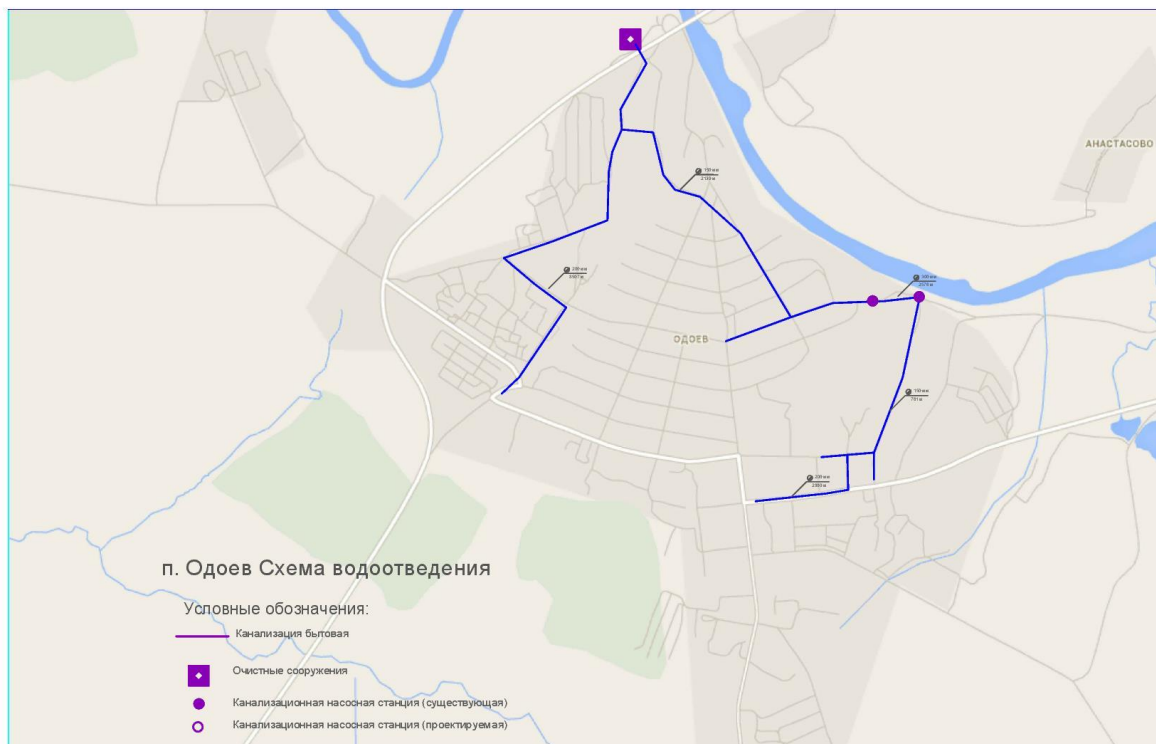 АНАСТАСОВО
ОДОЕВ
150мм
п. Одоев Схема водоотведения
Условные обозначения:
Канализация бытовая
Очистные сооружения
Канализационная насосная станция (существующая)
Канализационная насосная станция (проектируемая)